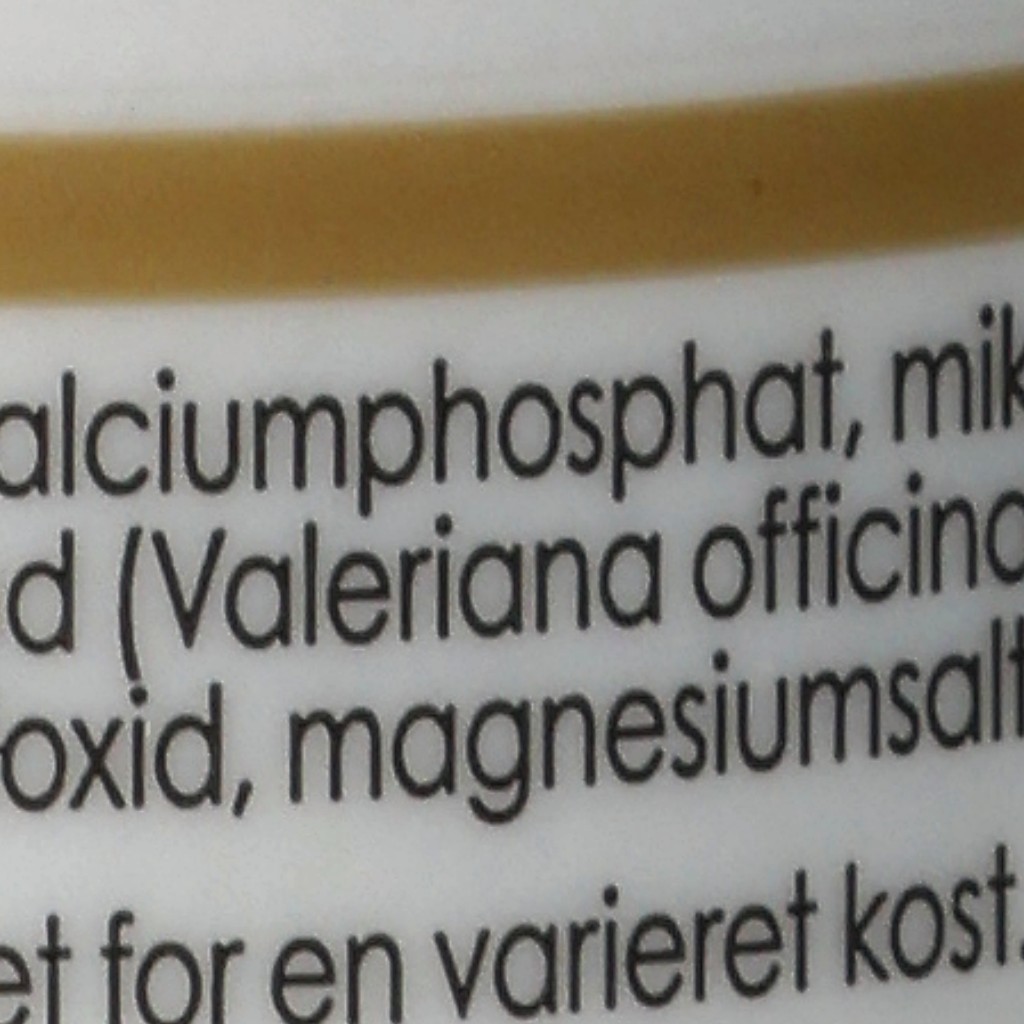 alciumphosphat, mik
d (Valeriana officina
oxid, magnesiumsalt
et for en varieret kost.